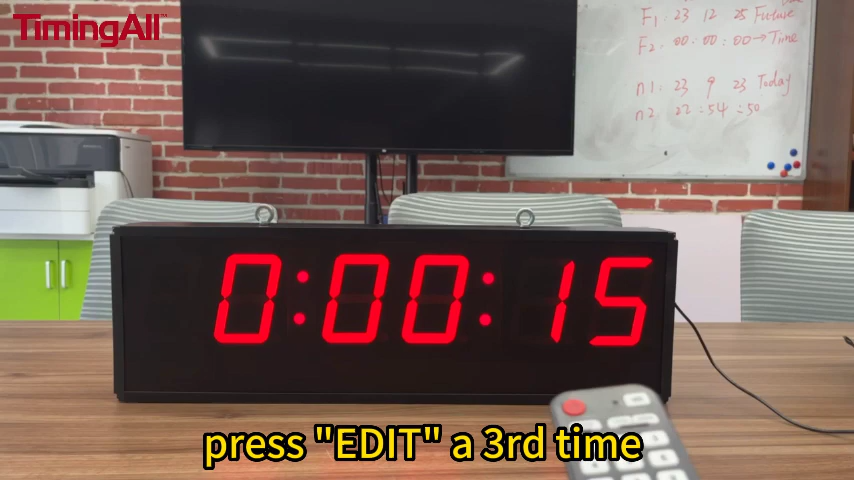 TimingAll™
F1: 23 12 25 Future
F2: 00: 00: 00→Time
n1: 23 9 23 Today
n2 22:54:50
0:00:15
press "EDIT" a 3rd time